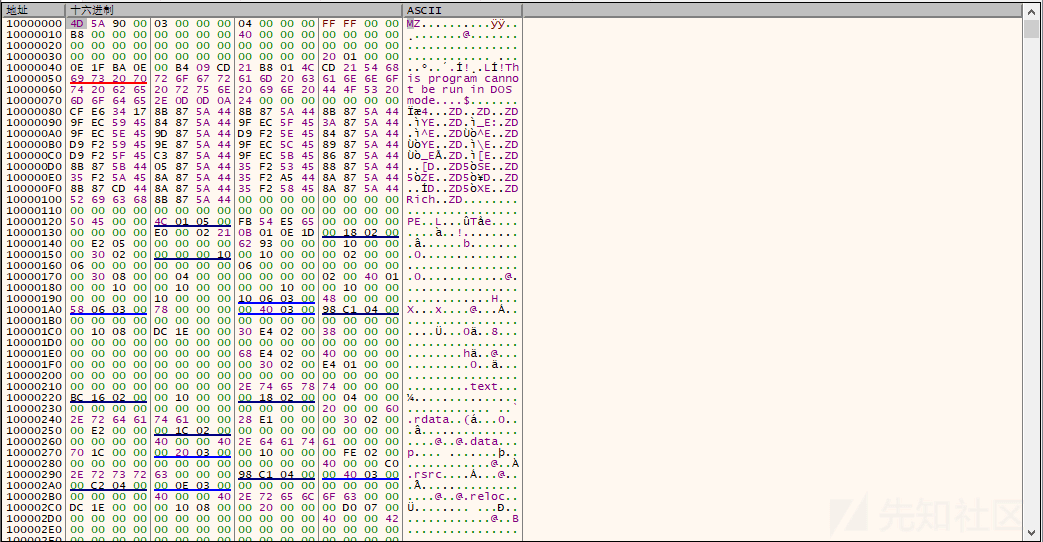 地址 十六进制 ASCII
10000000 4D 5A 90 00 03 00 00 00 04 00 00 00 FF FF 00 00 MZ..........ÿÿ..
10000010 B8 00 00 00 00 00 00 00 40 00 00 00 00 00 00 00 ¸.......@.......
10000020 00 00 00 00 00 00 00 00 00 00 00 00 00 00 00 00 ................
10000030 00 00 00 00 00 00 00 00 00 00 00 00 20 01 00 00 ............ ...
10000040 0E 1F BA 0E 00 B4 09 CD 21 B8 01 4C CD 21 54 68 ..º..´.Í!¸.LÍ!Th
10000050 69 73 20 70 72 6F 67 72 61 6D 20 63 61 6E 6E 6F is program canno
10000060 74 20 62 65 20 72 75 6E 20 69 6E 20 44 4F 53 20 t be run in DOS
10000070 6D 6F 64 65 2E 0D 0D 0A 24 00 00 00 00 00 00 00 mode....$.......
10000080 CF E6 34 17 8B 87 5A 44 8B 87 5A 44 8B 87 5A 44 Ïæ4...ZD..ZD..ZD
10000090 9F EC 59 45 84 87 5A 44 9F EC 5F 45 3A 87 5A 44 .ìYE..ZD.ì_E:.ZD
100000A0 9F EC 5E 45 9D 87 5A 44 D9 F2 5E 45 84 87 5A 44 .ì^E..ZDÙò^E..ZD
100000B0 D9 F2 59 45 9E 87 5A 44 9F EC 5C 45 89 87 5A 44 ÙòYE..ZD.ì\E..ZD
100000C0 D9 F2 5F 45 C3 87 5A 44 9F EC 5B 45 86 87 5A 44 Ùò_EÃ.ZD.ì[E..ZD
100000D0 8B 87 5B 44 05 87 5A 44 35 F2 53 45 88 87 5A 44 ..[D..ZD5òSE..ZD
100000E0 35 F2 5A 45 8A 87 5A 44 35 F2 A5 44 8A 87 5A 44 5òZE..ZD5ò¥D..ZD
100000F0 8B 87 CD 44 8A 87 5A 44 35 F2 58 45 8A 87 5A 44 ..ÍD..ZD5òXE..ZD
10000100 52 69 63 68 8B 87 5A 44 00 00 00 00 00 00 00 00 Rich..ZD........
10000110 00 00 00 00 00 00 00 00 00 00 00 00 00 00 00 00 ................
10000120 50 45 00 00 4C 01 05 00 FB 54 E5 65 00 00 00 00 PE..L...ûTåe....
10000130 00 00 00 00 E0 00 02 21 0B 01 0E 1D 00 18 02 00 ....à..!........
10000140 00 E2 05 00 00 00 00 00 62 93 00 00 00 10 00 00 .â......b.......
10000150 00 30 02 00 00 00 00 10 00 10 00 00 00 02 00 00 .0..............
10000160 06 00 00 00 00 00 00 00 06 00 00 00 00 00 00 00 ................
10000170 00 30 08 00 00 04 00 00 00 00 00 00 02 00 40 01 .0............@.
10000180 00 00 10 00 00 10 00 00 00 00 10 00 00 10 00 00 ................
10000190 00 00 00 00 10 00 00 00 10 06 03 00 48 00 00 00 ............H...
100001A0 58 06 03 00 78 00 00 00 00 40 03 00 98 C1 04 00 X...x....@...Á..
100001B0 00 00 00 00 00 00 00 00 00 00 00 00 00 00 00 00 ................
100001C0 00 10 08 00 DC 1E 00 00 30 E4 02 00 38 00 00 00 ....Ü...0ä..8...
100001D0 00 00 00 00 00 00 00 00 00 00 00 00 00 00 00 00 ................
100001E0 00 00 00 00 00 00 00 00 68 E4 02 00 40 00 00 00 ........hä..@...
100001F0 00 00 00 00 00 00 00 00 00 30 02 00 E4 01 00 00 .........0..ä...
10000200 00 00 00 00 00 00 00 00 00 00 00 00 00 00 00 00 ................
10000210 00 00 00 00 00 00 00 00 2E 74 65 78 74 00 00 00 .........text...
10000220 BC 16 02 00 00 10 00 00 00 18 02 00 00 04 00 00 ¼...............
10000230 00 00 00 00 00 00 00 00 00 00 00 00 20 00 00 60 ............ ..`
10000240 2E 72 64 61 74 61 00 00 28 E1 00 00 00 30 02 00 .rdata..(á...0..
10000250 00 E2 00 00 00 1C 02 00 00 00 00 00 00 00 00 00 .â..............
10000260 00 00 00 00 40 00 00 40 2E 64 61 74 61 00 00 00 ....@..@.data...
10000270 70 1C 00 00 00 20 03 00 00 10 00 00 00 FE 02 00 p.... .......þ..
10000280 00 00 00 00 00 00 00 00 00 00 00 00 40 00 00 C0 ............@..À
10000290 2E 72 73 72 63 00 00 00 98 C1 04 00 00 40 03 00 .rsrc....Á...@..
100002A0 00 C2 04 00 00 0E 03 00 00 00 00 00 00 00 00 00 .Â..............
100002B0 00 00 00 00 40 00 00 40 2E 72 65 6C 6F 63 00 00 ....@..@.reloc..
100002C0 DC 1E 00 00 00 10 08 00 00 20 00 00 00 D0 07 00 Ü........ ...Ð..
100002D0 00 00 00 00 00 00 00 00 00 00 00 00 40 00 00 42 ............@..B
100002E0 00 00 00 00 00 00 00 00 00 00 00 00 00 00 00 00 ................
先知社区